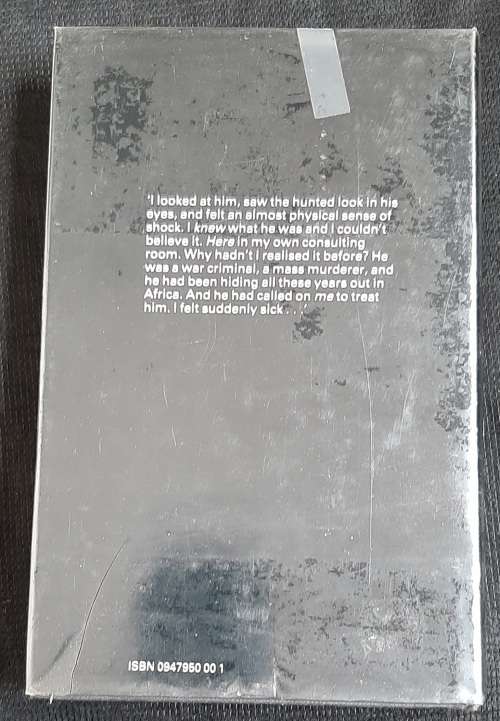 'I looked at him, saw the hunted look in his
eyes, and felt an almost physical sense of
shock. I knew what he was and I couldn't
believe it. Here in my own consulting
room. Why hadn't I realised it before? He
was a war criminal, a mass murderer, and
he had been hiding all these years out in
Africa. And he had called on me to treat
him. I felt suddenly sick . . .'
ISBN 0947950 00 1